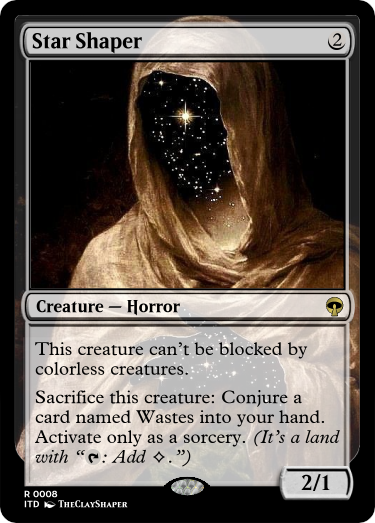 Star Shaper 2
Creature — Horror
This creature can't be blocked by
colorless creatures.
Sacrifice this creature: Conjure a
card named Wastes into your hand.
Activate only as a sorcery. (It's a land
with “: Add .”)
2/1
R 0008
ITD TheClayShaper